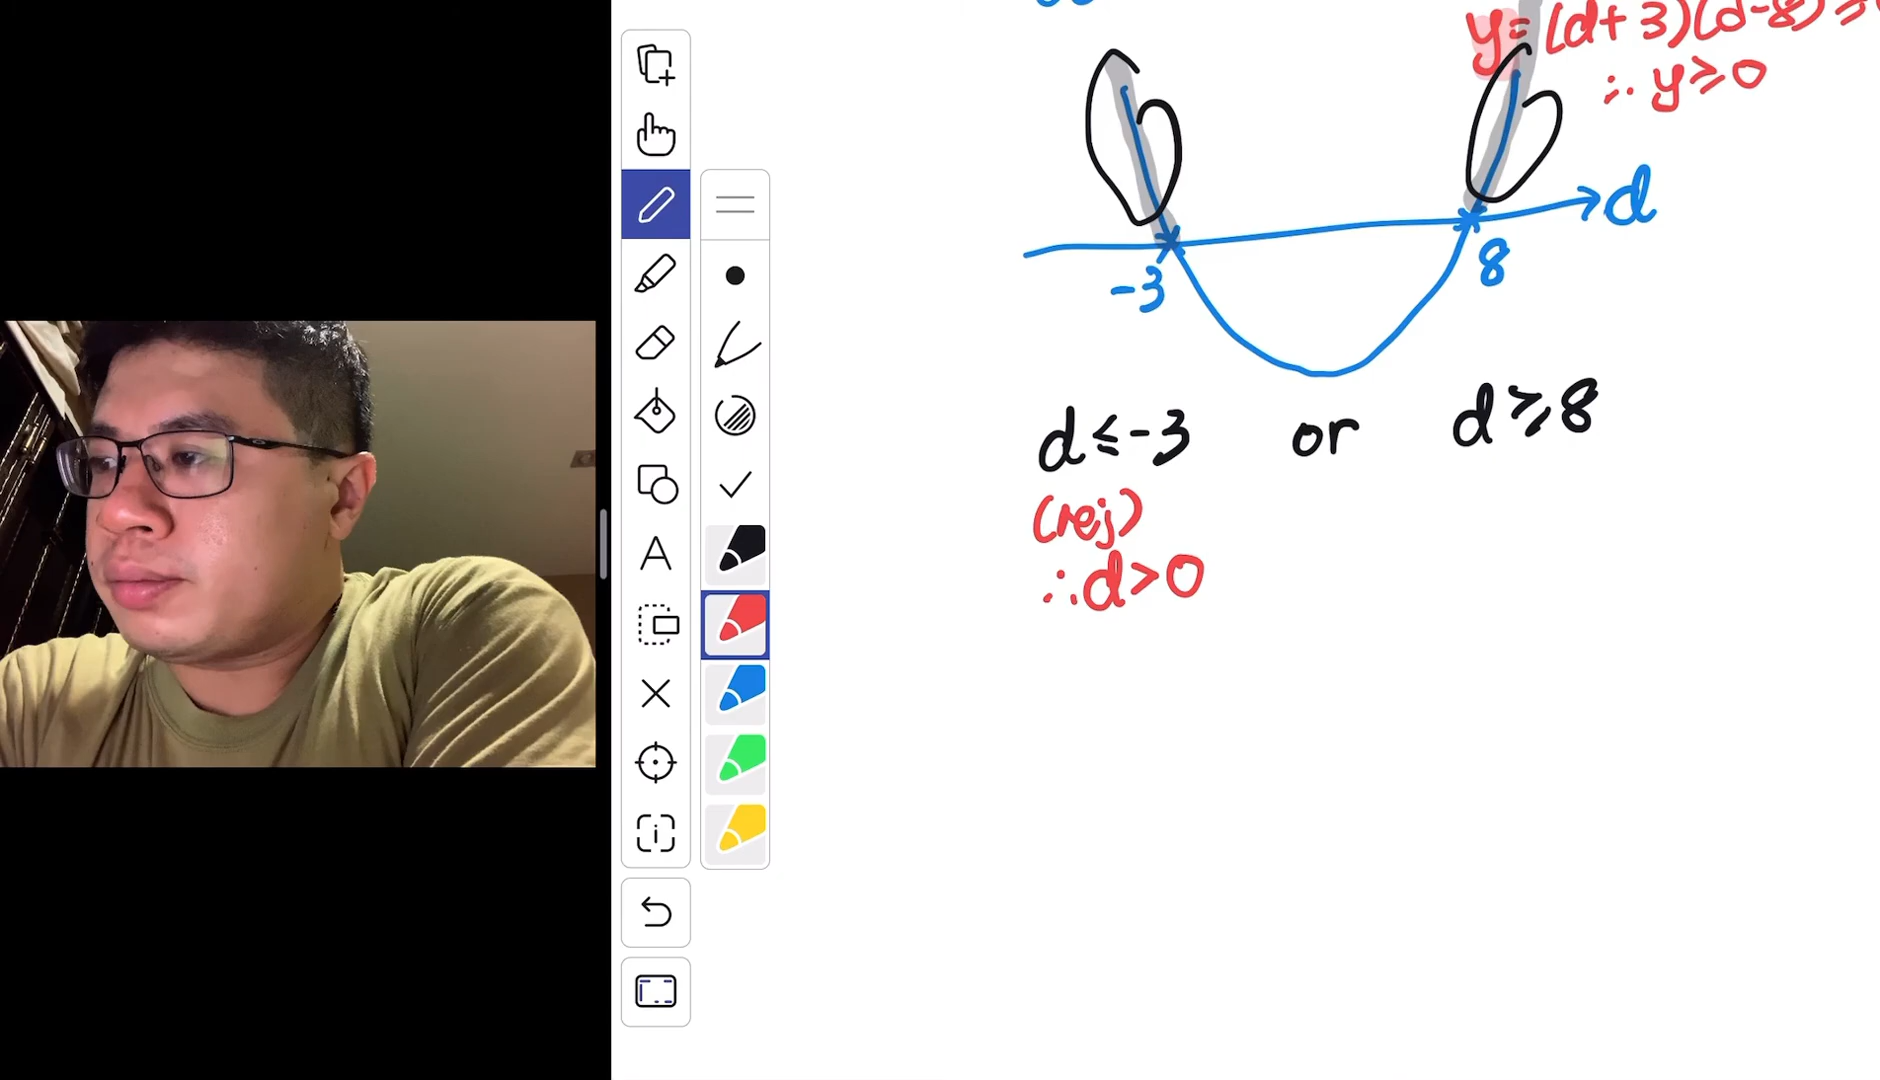 y = (d+3)(d-8) ≥
∴ y ≥ 0
d
-3
8
d ≤ -3 or d ≥ 8
(rej)
∴ d > 0
A